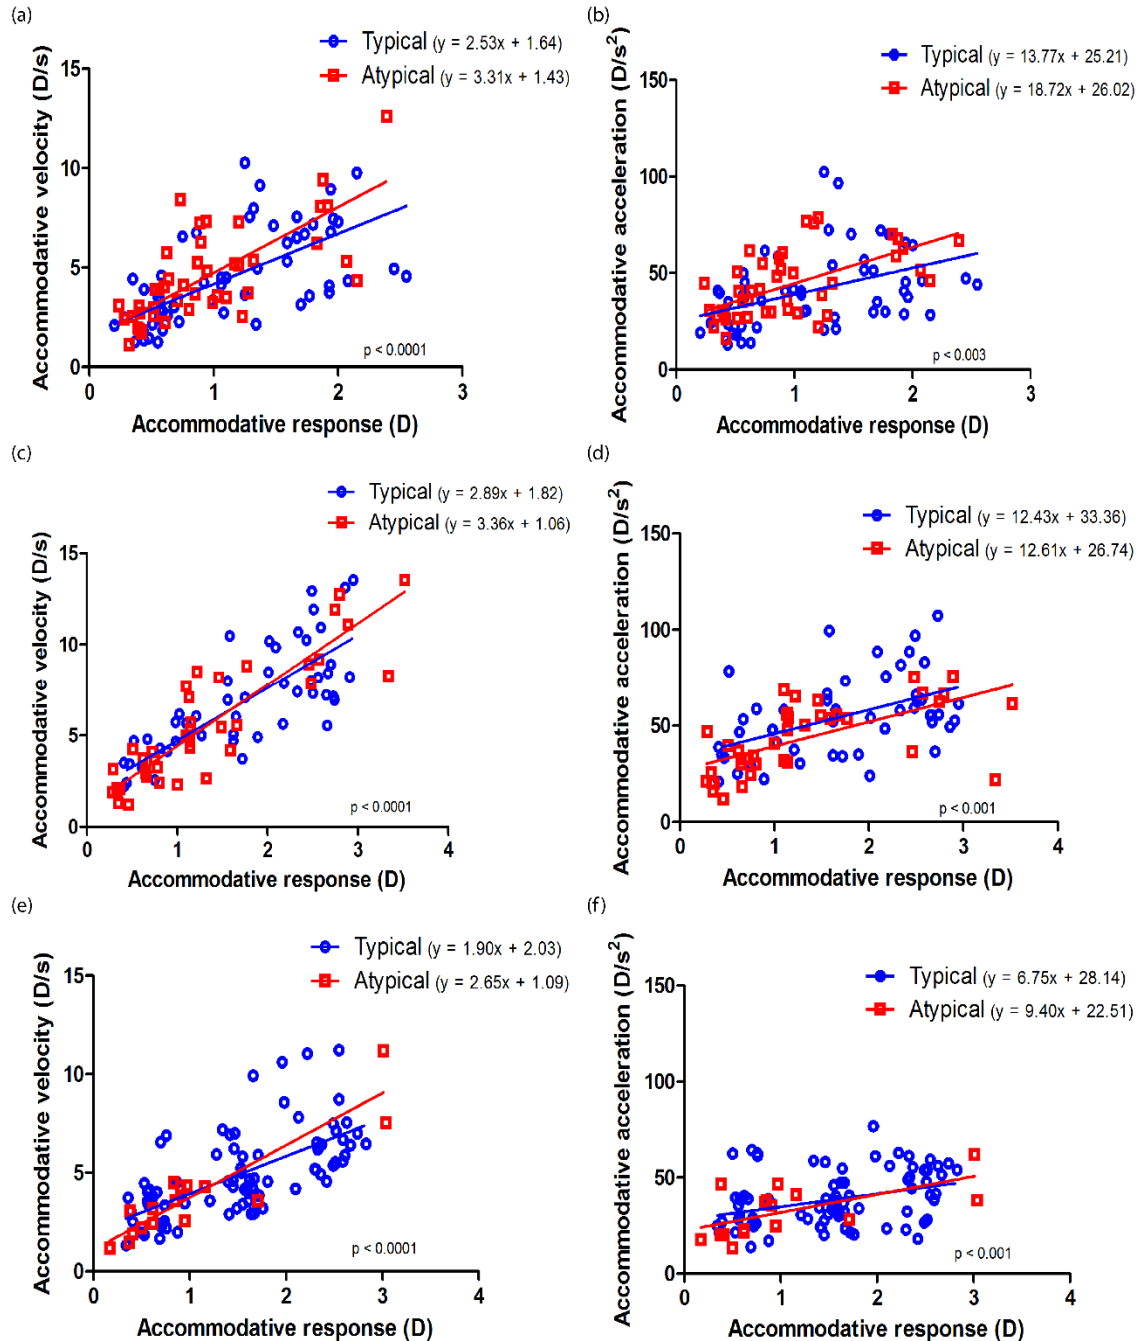 (a)
Typical (y = 2.53x + 1.64)
Atypical (y = 3.31x + 1.43)
Accommodative velocity (D/s)
15
10
5
0
p < 0.0001
0 1 2 3
Accommodative response (D)
(b)
Typical (y = 13.77x + 25.21)
Atypical (y = 18.72x + 26.02)
Accommodative acceleration (D/s²)
150
100
50
0
p < 0.003
0 1 2 3
Accommodative response (D)
(c)
Typical (y = 2.89x + 1.82)
Atypical (y = 3.36x + 1.06)
Accommodative velocity (D/s)
15
10
5
0
p < 0.0001
0 1 2 3 4
Accommodative response (D)
(d)
Typical (y = 12.43x + 33.36)
Atypical (y = 12.61x + 26.74)
Accommodative acceleration (D/s²)
150
100
50
0
p < 0.001
0 1 2 3 4
Accommodative response (D)
(e)
Typical (y = 1.90x + 2.03)
Atypical (y = 2.65x + 1.09)
Accommodative velocity (D/s)
15
10
5
0
p < 0.0001
0 1 2 3 4
Accommodative response (D)
(f)
Typical (y = 6.75x + 28.14)
Atypical (y = 9.40x + 22.51)
Accommodative acceleration (D/s²)
150
100
50
0
p < 0.001
0 1 2 3 4
Accommodative response (D)